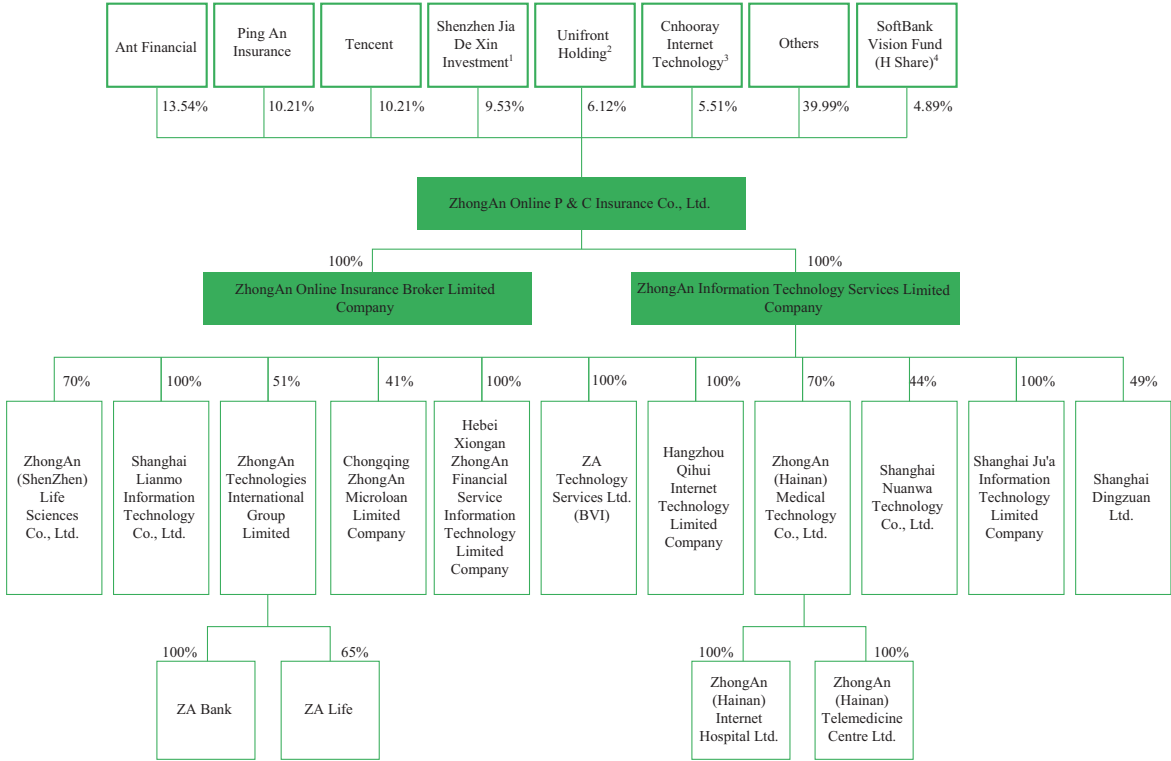 Ant Financial
Ping An
Insurance
Tencent
Shenzhen Jia
De Xin
Investment1
Unifront
Holding2
Cnhooray
Internet
Technology3
Others
SoftBank
Vision Fund
(H Share)4
13.54%
10.21%
10.21%
9.53%
6.12%
5.51%
39.99%
4.89%
ZhongAn Online P & C Insurance Co., Ltd.
100%
100%
ZhongAn Online Insurance Broker Limited
Company
ZhongAn Information Technology Services Limited
Company
70%
100%
51%
41%
100%
100%
100%
70%
44%
100%
49%
ZhongAn
(ShenZhen)
Life
Sciences
Co., Ltd.
Shanghai
Lianmo
Information
Technology
Co., Ltd.
ZhongAn
Technologies
International
Group
Limited
Chongqing
ZhongAn
Microloan
Limited
Company
Hebei
Xiongan
ZhongAn
Financial
Service
Information
Technology
Limited
Company
ZA
Technology
Services Ltd.
(BVI)
Hangzhou
Qihui
Internet
Technology
Limited
Company
ZhongAn
(Hainan)
Medical
Technology
Co., Ltd.
Shanghai
Nuanwa
Technology
Co., Ltd.
Shanghai Ju'a
Information
Technology
Limited
Company
Shanghai
Dingzuan Ltd.
100%
65%
100%
100%
ZA Bank
ZA Life
ZhongAn
(Hainan)
Internet
Hospital Ltd.
ZhongAn
(Hainan)
Telemedicine
Centre Ltd.